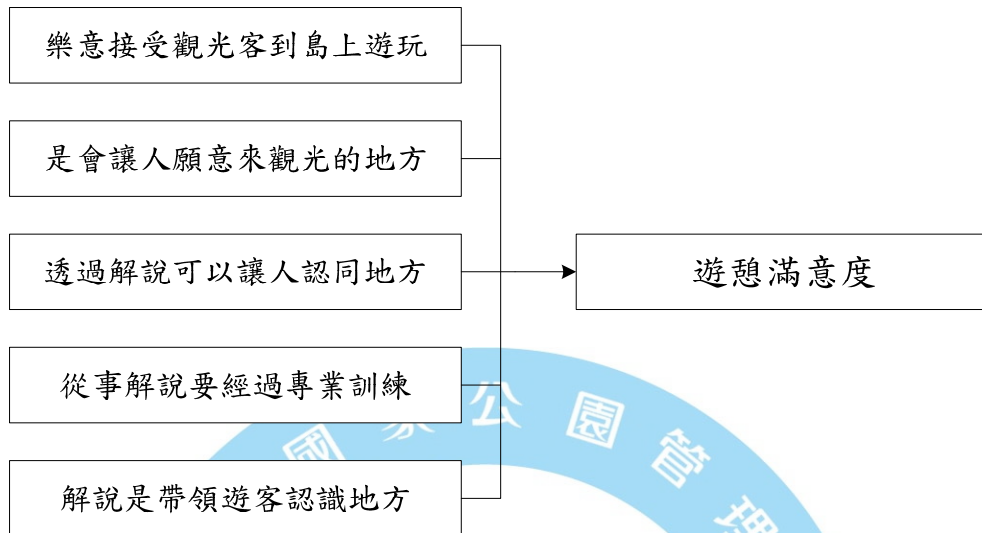 樂意接受觀光客到島上遊玩
是會讓人願意來觀光的地方
透過解說可以讓人認同地方
遊憩滿意度
從事解說要經過專業訓練
解說是帶領遊客認識地方
國家公園管理